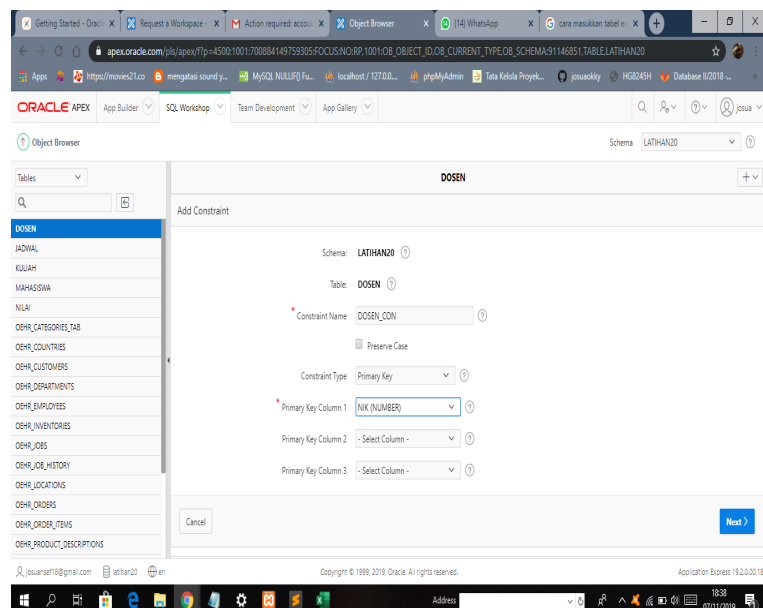 Getting Started - Oracl
Request a Workspace -
Action required: accoun
Object Browser
(14) WhatsApp
cara masukkan tabel e
apex.oracle.com/pls/apex/f?p=4500:1001:700884149759305:FOCUS:NO:RP,1001:OB_OBJECT_ID,OB_CURRENT_TYPE,OB_SCHEMA:91146851,TABLE,LATIHAN20
Apps
https://movies21.co
mengatasi sound y...
MySQL NULLIF() Fu...
localhost / 127.0.0...
phpMyAdmin
Tata Kelola Proyek...
josuaokky
HG8245H
Database II/2018 -...
ORACLE APEX
App Builder
SQL Workshop
Team Development
App Gallery
josua
Object Browser
Schema LATIHAN20
Tables
DOSEN
Add Constraint
DOSEN
JADWAL
KULIAH
MAHASISWA
NILAI
OEHR_CATEGORIES_TAB
OEHR_COUNTRIES
OEHR_CUSTOMERS
OEHR_DEPARTMENTS
OEHR_EMPLOYEES
OEHR_INVENTORIES
OEHR_JOBS
OEHR_JOB_HISTORY
OEHR_LOCATIONS
OEHR_ORDERS
OEHR_ORDER_ITEMS
OEHR_PRODUCT_DESCRIPTIONS
Schema: LATIHAN20
Table: DOSEN
* Constraint Name DOSEN_CON
Preserve Case
Constraint Type Primary Key
* Primary Key Column 1 NIK (NUMBER)
Primary Key Column 2 - Select Column -
Primary Key Column 3 - Select Column -
Cancel
Next
josuansef18@gmail.com
latihan20
en
Copyright © 1999, 2019, Oracle. All rights reserved.
Application Express 19.2.0.00.18
Address
18:38
07/11/2019